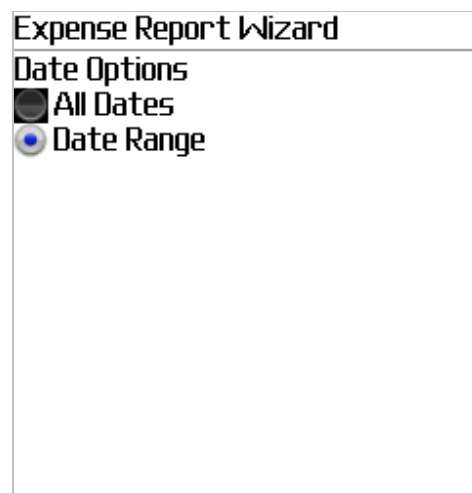 Expense Report Wizard
Date Options
All Dates
Date Range